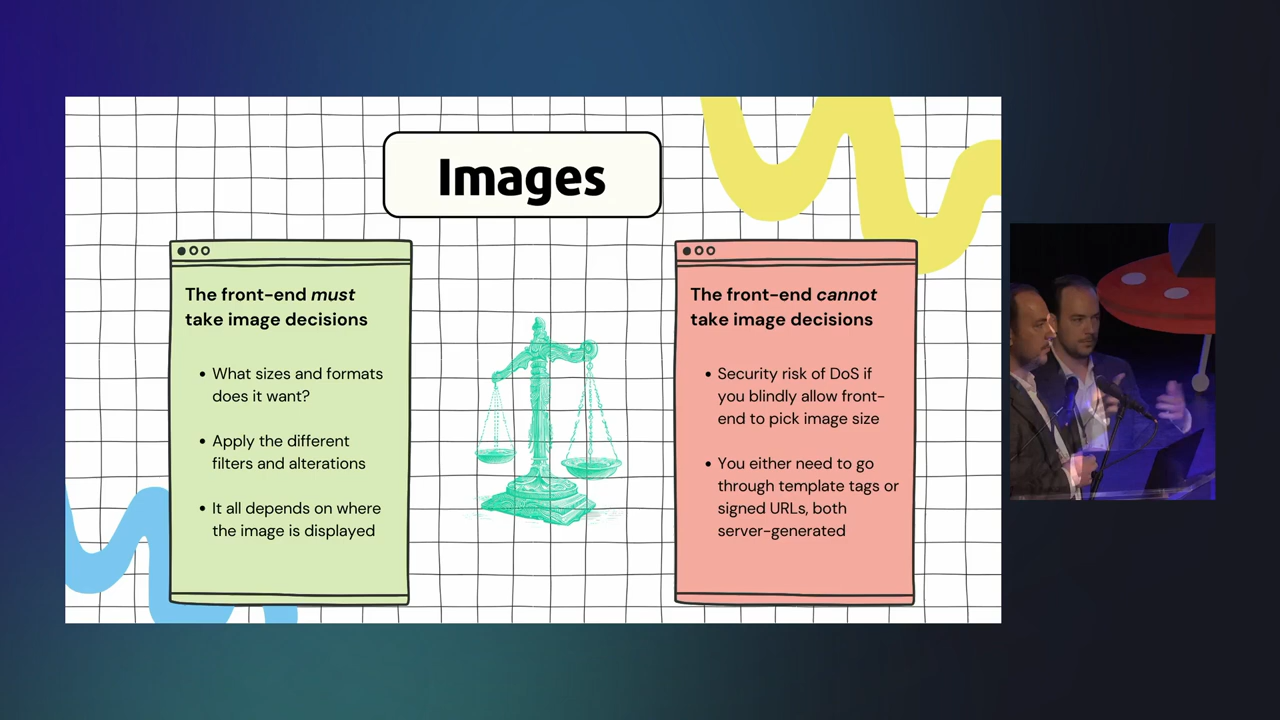 Images
The front-end must
take image decisions
• What sizes and formats
does it want?
• Apply the different
filters and alterations
• It all depends on where
the image is displayed
The front-end cannot
take image decisions
• Security risk of DoS if
you blindly allow front-
end to pick image size
• You either need to go
through template tags or
signed URLs, both
server-generated